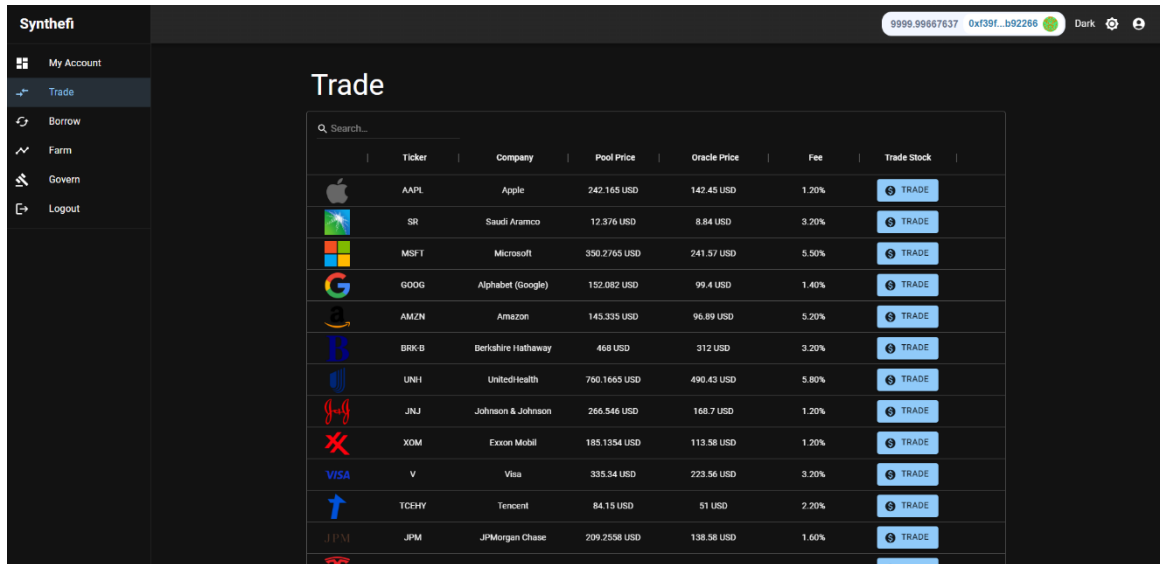 Synthefi
9999.99667637 0xf39f...b92266 Dark
My Account
Trade
Borrow
Farm
Govern
Logout
Trade
Search...
Ticker Company Pool Price Oracle Price Fee Trade Stock
AAPL Apple 242.165 USD 142.45 USD 1.20% TRADE
SR Saudi Aramco 12.376 USD 8.84 USD 3.20% TRADE
MSFT Microsoft 350.2765 USD 241.57 USD 5.50% TRADE
GOOG Alphabet (Google) 152.082 USD 99.4 USD 1.40% TRADE
AMZN Amazon 145.335 USD 96.89 USD 5.20% TRADE
BRK-B Berkshire Hathaway 468 USD 312 USD 3.20% TRADE
UNH UnitedHealth 760.1665 USD 490.43 USD 5.80% TRADE
J&J JNJ Johnson & Johnson 266.546 USD 168.7 USD 1.20% TRADE
XOM Exxon Mobil 185.1354 USD 113.58 USD 1.20% TRADE
VISA V Visa 335.34 USD 223.56 USD 3.20% TRADE
TCEHY Tencent 84.15 USD 51 USD 2.20% TRADE
JPM JPM JPMorgan Chase 209.2558 USD 138.58 USD 1.60% TRADE